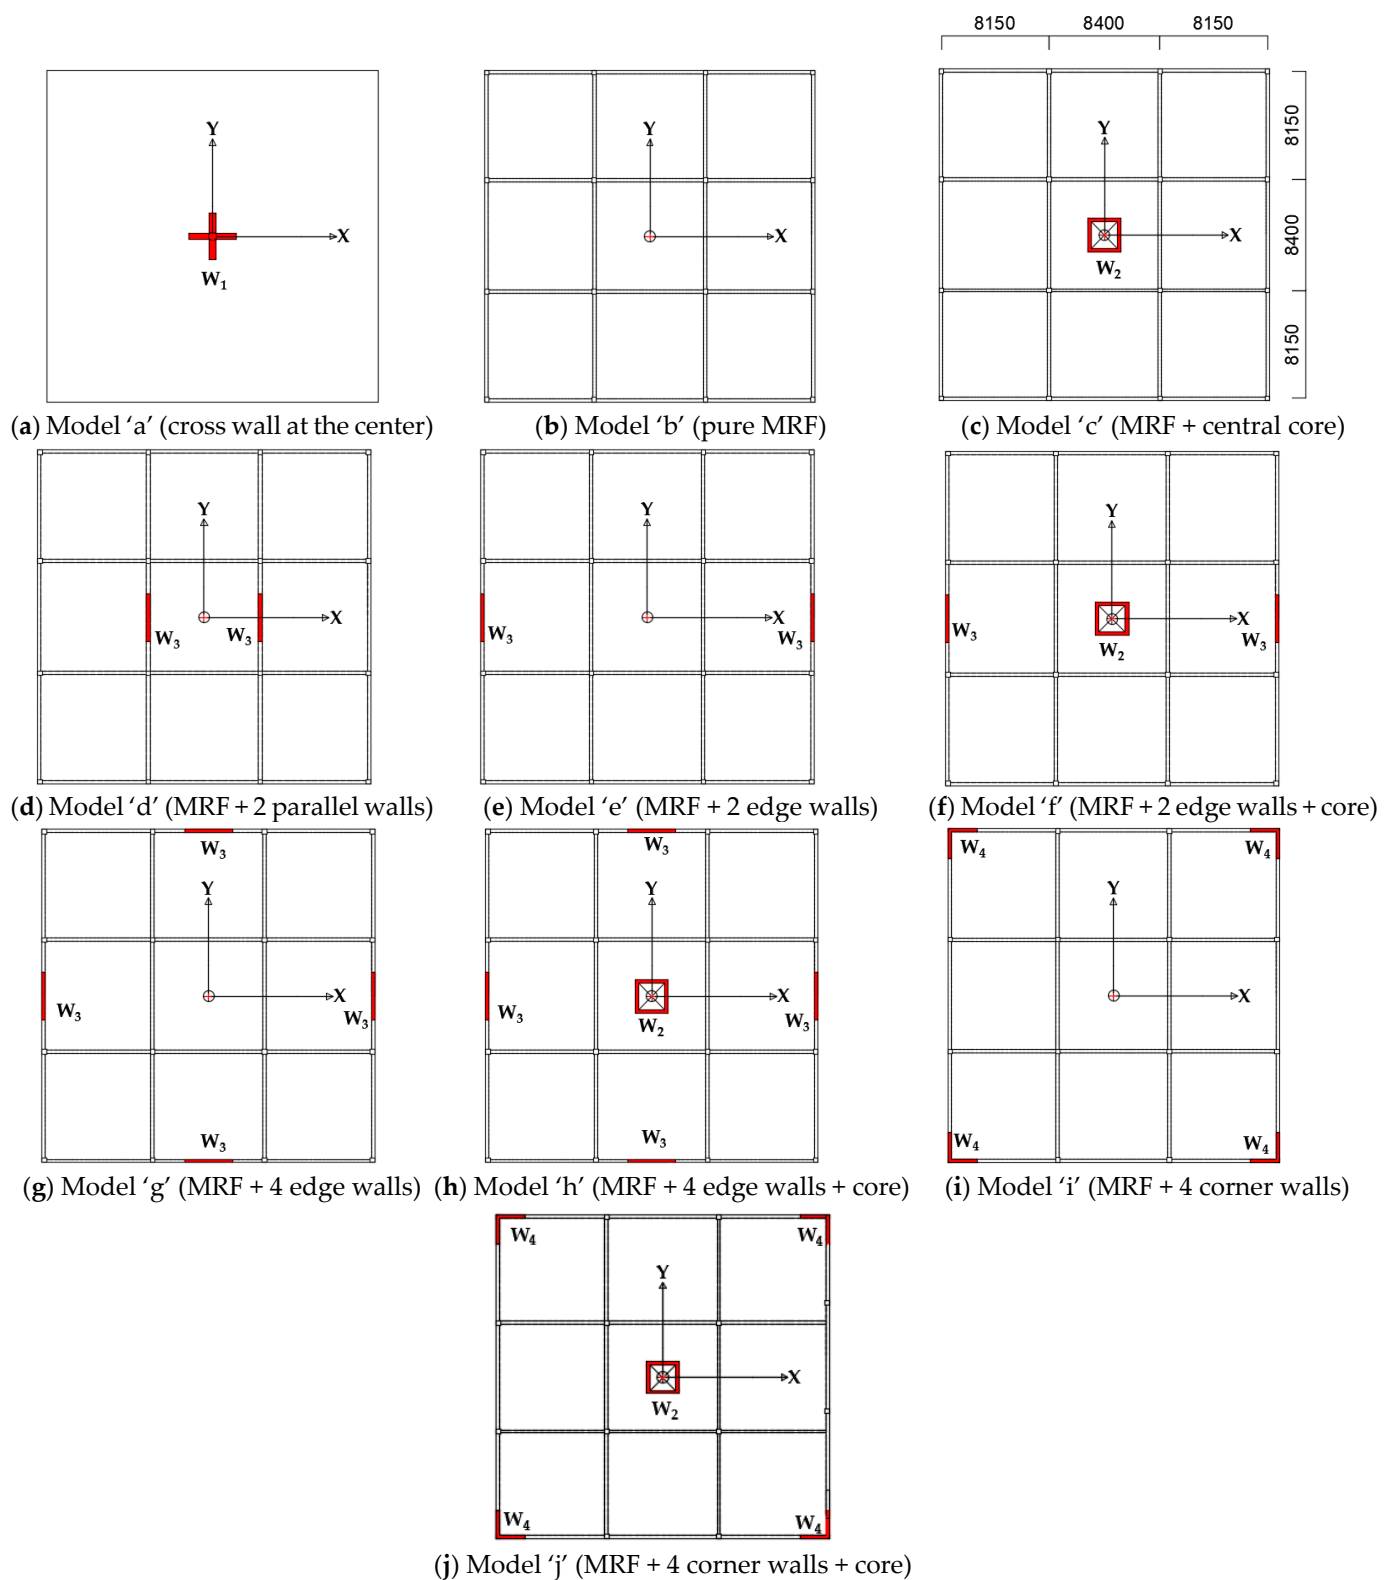 8150 8400 8150
Y
X
W1
Y
X
Y
X
W2
8150
8400
8150
(a) Model ‘a’ (cross wall at the center)
(b) Model ‘b’ (pure MRF)
(c) Model ‘c’ (MRF + central core)
Y
X
W3
W3
Y
X
W3
W3
Y
X
W3
W3
W2
(d) Model ‘d’ (MRF + 2 parallel walls)
(e) Model ‘e’ (MRF + 2 edge walls)
(f) Model ‘f’ (MRF + 2 edge walls + core)
W3
Y
X
W3
W3
W3
W3
Y
X
W3
W3
W2
W3
W4
W4
Y
X
W4
W4
(g) Model ‘g’ (MRF + 4 edge walls)
(h) Model ‘h’ (MRF + 4 edge walls + core)
(i) Model ‘i’ (MRF + 4 corner walls)
W4
W4
Y
X
W2
W4
W4
(j) Model ‘j’ (MRF + 4 corner walls + core)